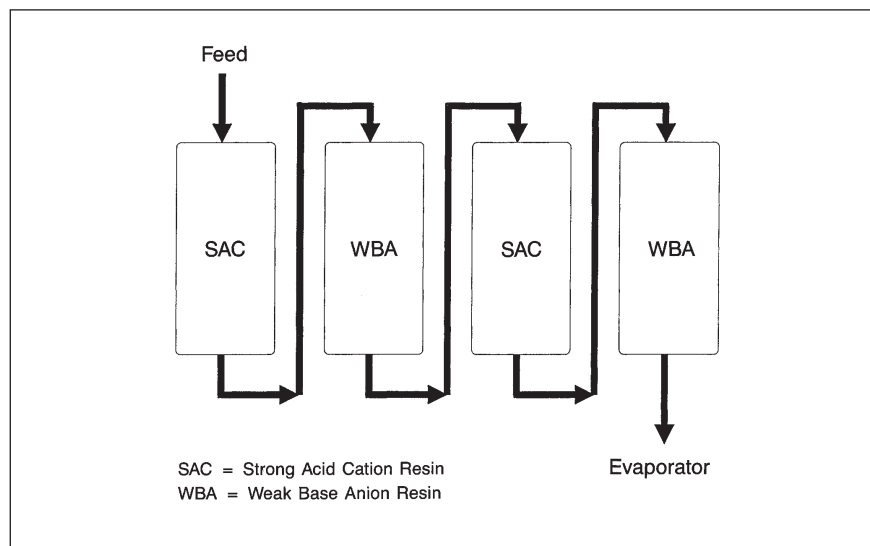 Feed
SAC
WBA
SAC
WBA
SAC = Strong Acid Cation Resin
WBA = Weak Base Anion Resin
Evaporator